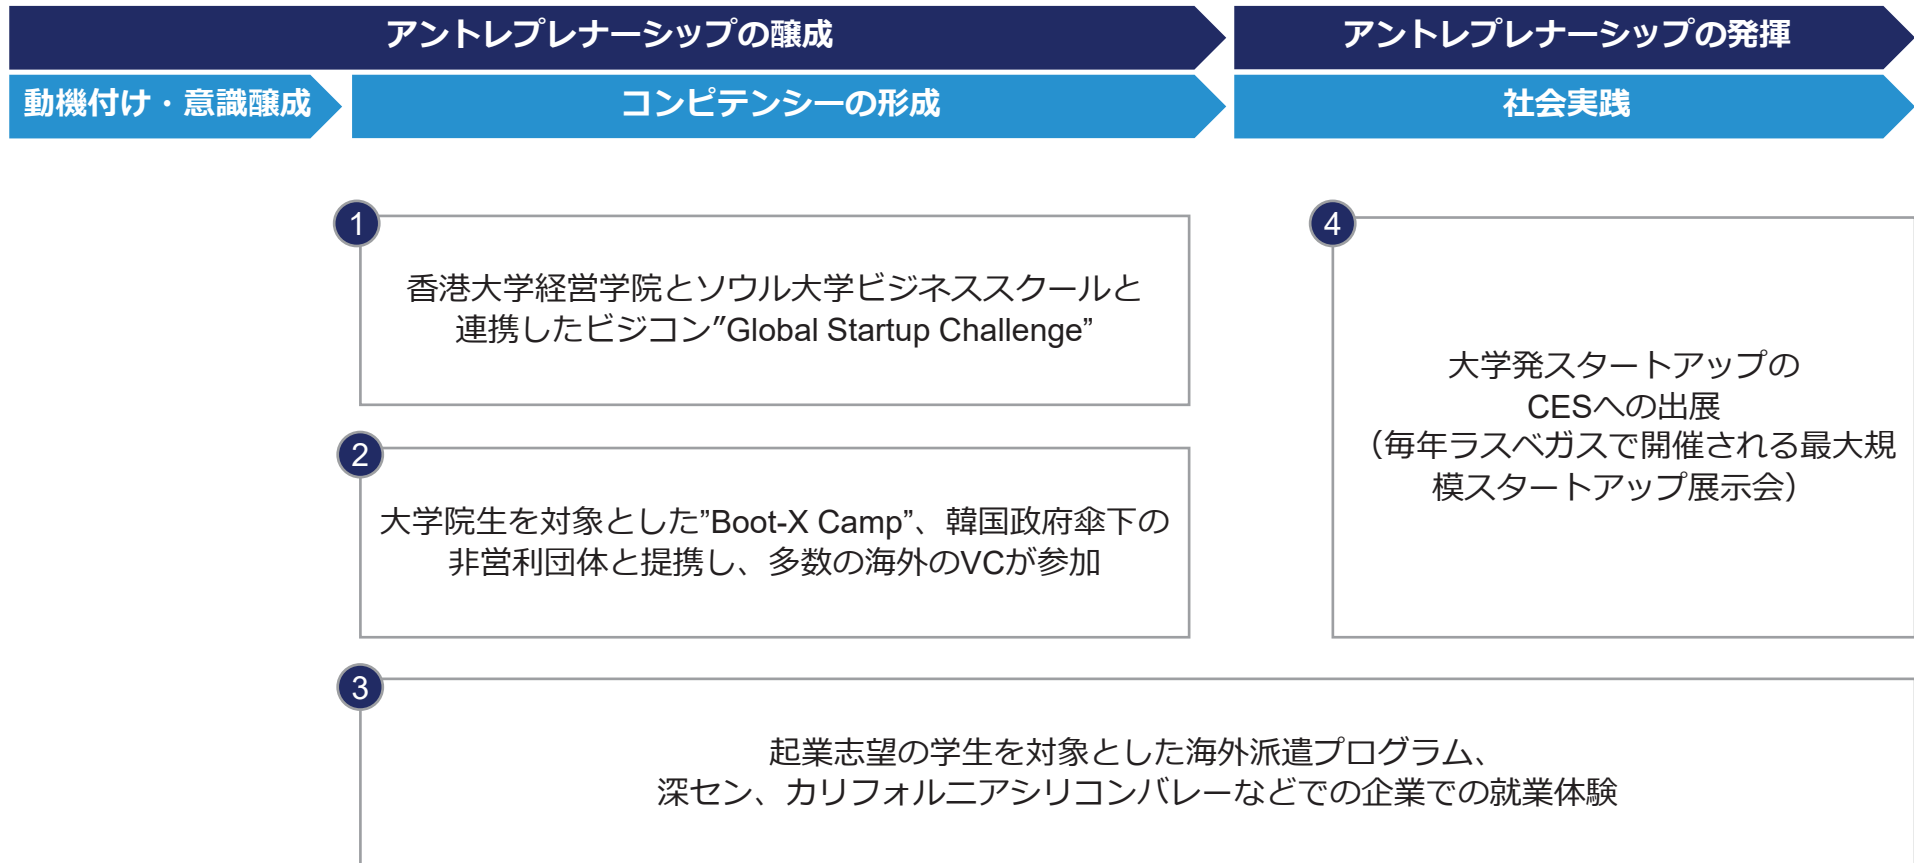 アントレプレナーシップの醸成
アントレプレナーシップの発揮
動機付け・意識醸成
コンピテンシーの形成
社会実践
1
香港大学経営学院とソウル大学ビジネススクールと
連携したビジコン”Global Startup Challenge”
2
大学院生を対象とした”Boot-X Camp”、韓国政府傘下の
非営利団体と提携し、多数の海外のVCが参加
4
大学発スタートアップの
CESへの出展
（毎年ラスベガスで開催される最大規
模スタートアップ展示会）
3
起業志望の学生を対象とした海外派遣プログラム、
深セン、カリフォルニアシリコンバレーなどでの企業での就業体験